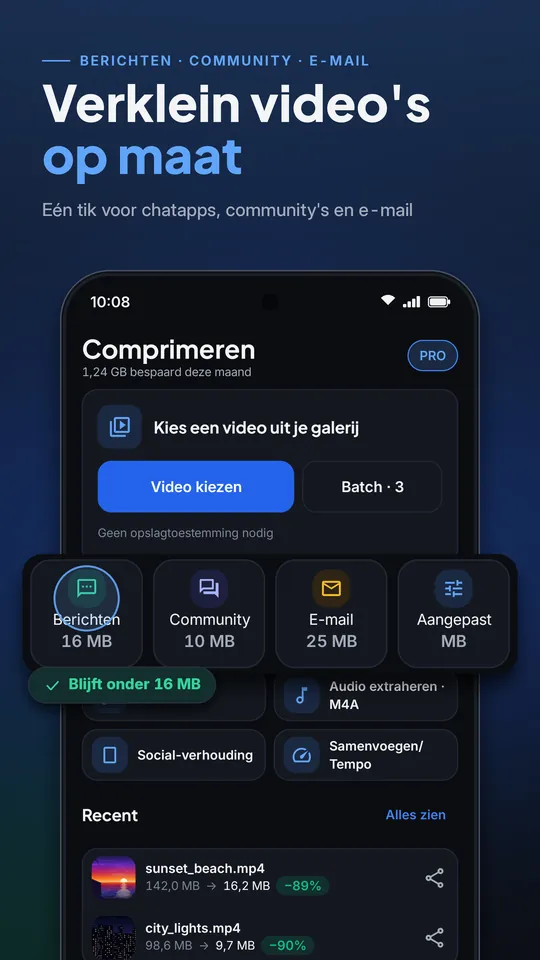 BERICHTEN · COMMUNITY · E-MAIL
Verklein video's
op maat
Eén tik voor chatapps, community's en e-mail
10:08
Comprimeren
1,24 GB bespaard deze maand
PRO
Kies een video uit je galerij
Video kiezen
Batch · 3
Geen opslagtoestemming nodig
Berichten
16 MB
Community
10 MB
E-mail
25 MB
Aangepast
MB
Blijft onder 16 MB
Audio extraheren ·
M4A
Social-verhouding
Samenvoegen/
Tempo
Recent
Alles zien
sunset_beach.mp4
142,0 MB → 16,2 MB −89%
city_lights.mp4
98,6 MB → 9,7 MB −90%